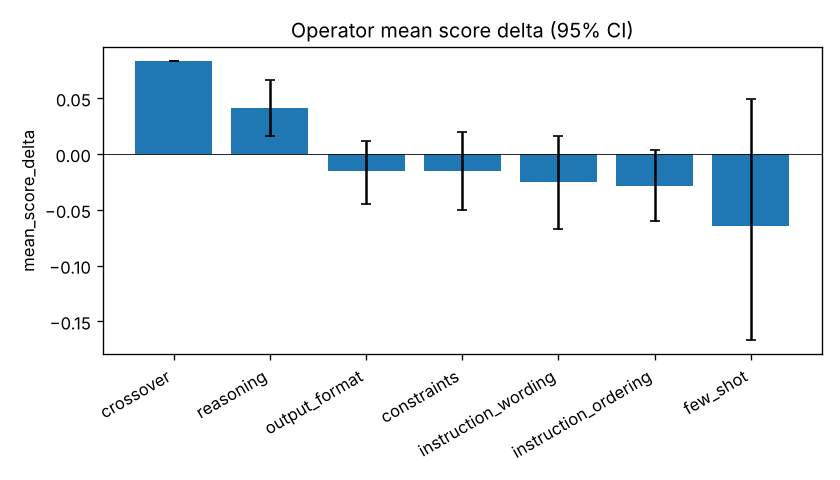 Operator mean score delta (95% CI)
mean_score_delta
0.05
0.00
−0.05
−0.10
−0.15
crossover
reasoning
output_format
constraints
instruction_wording
instruction_ordering
few_shot